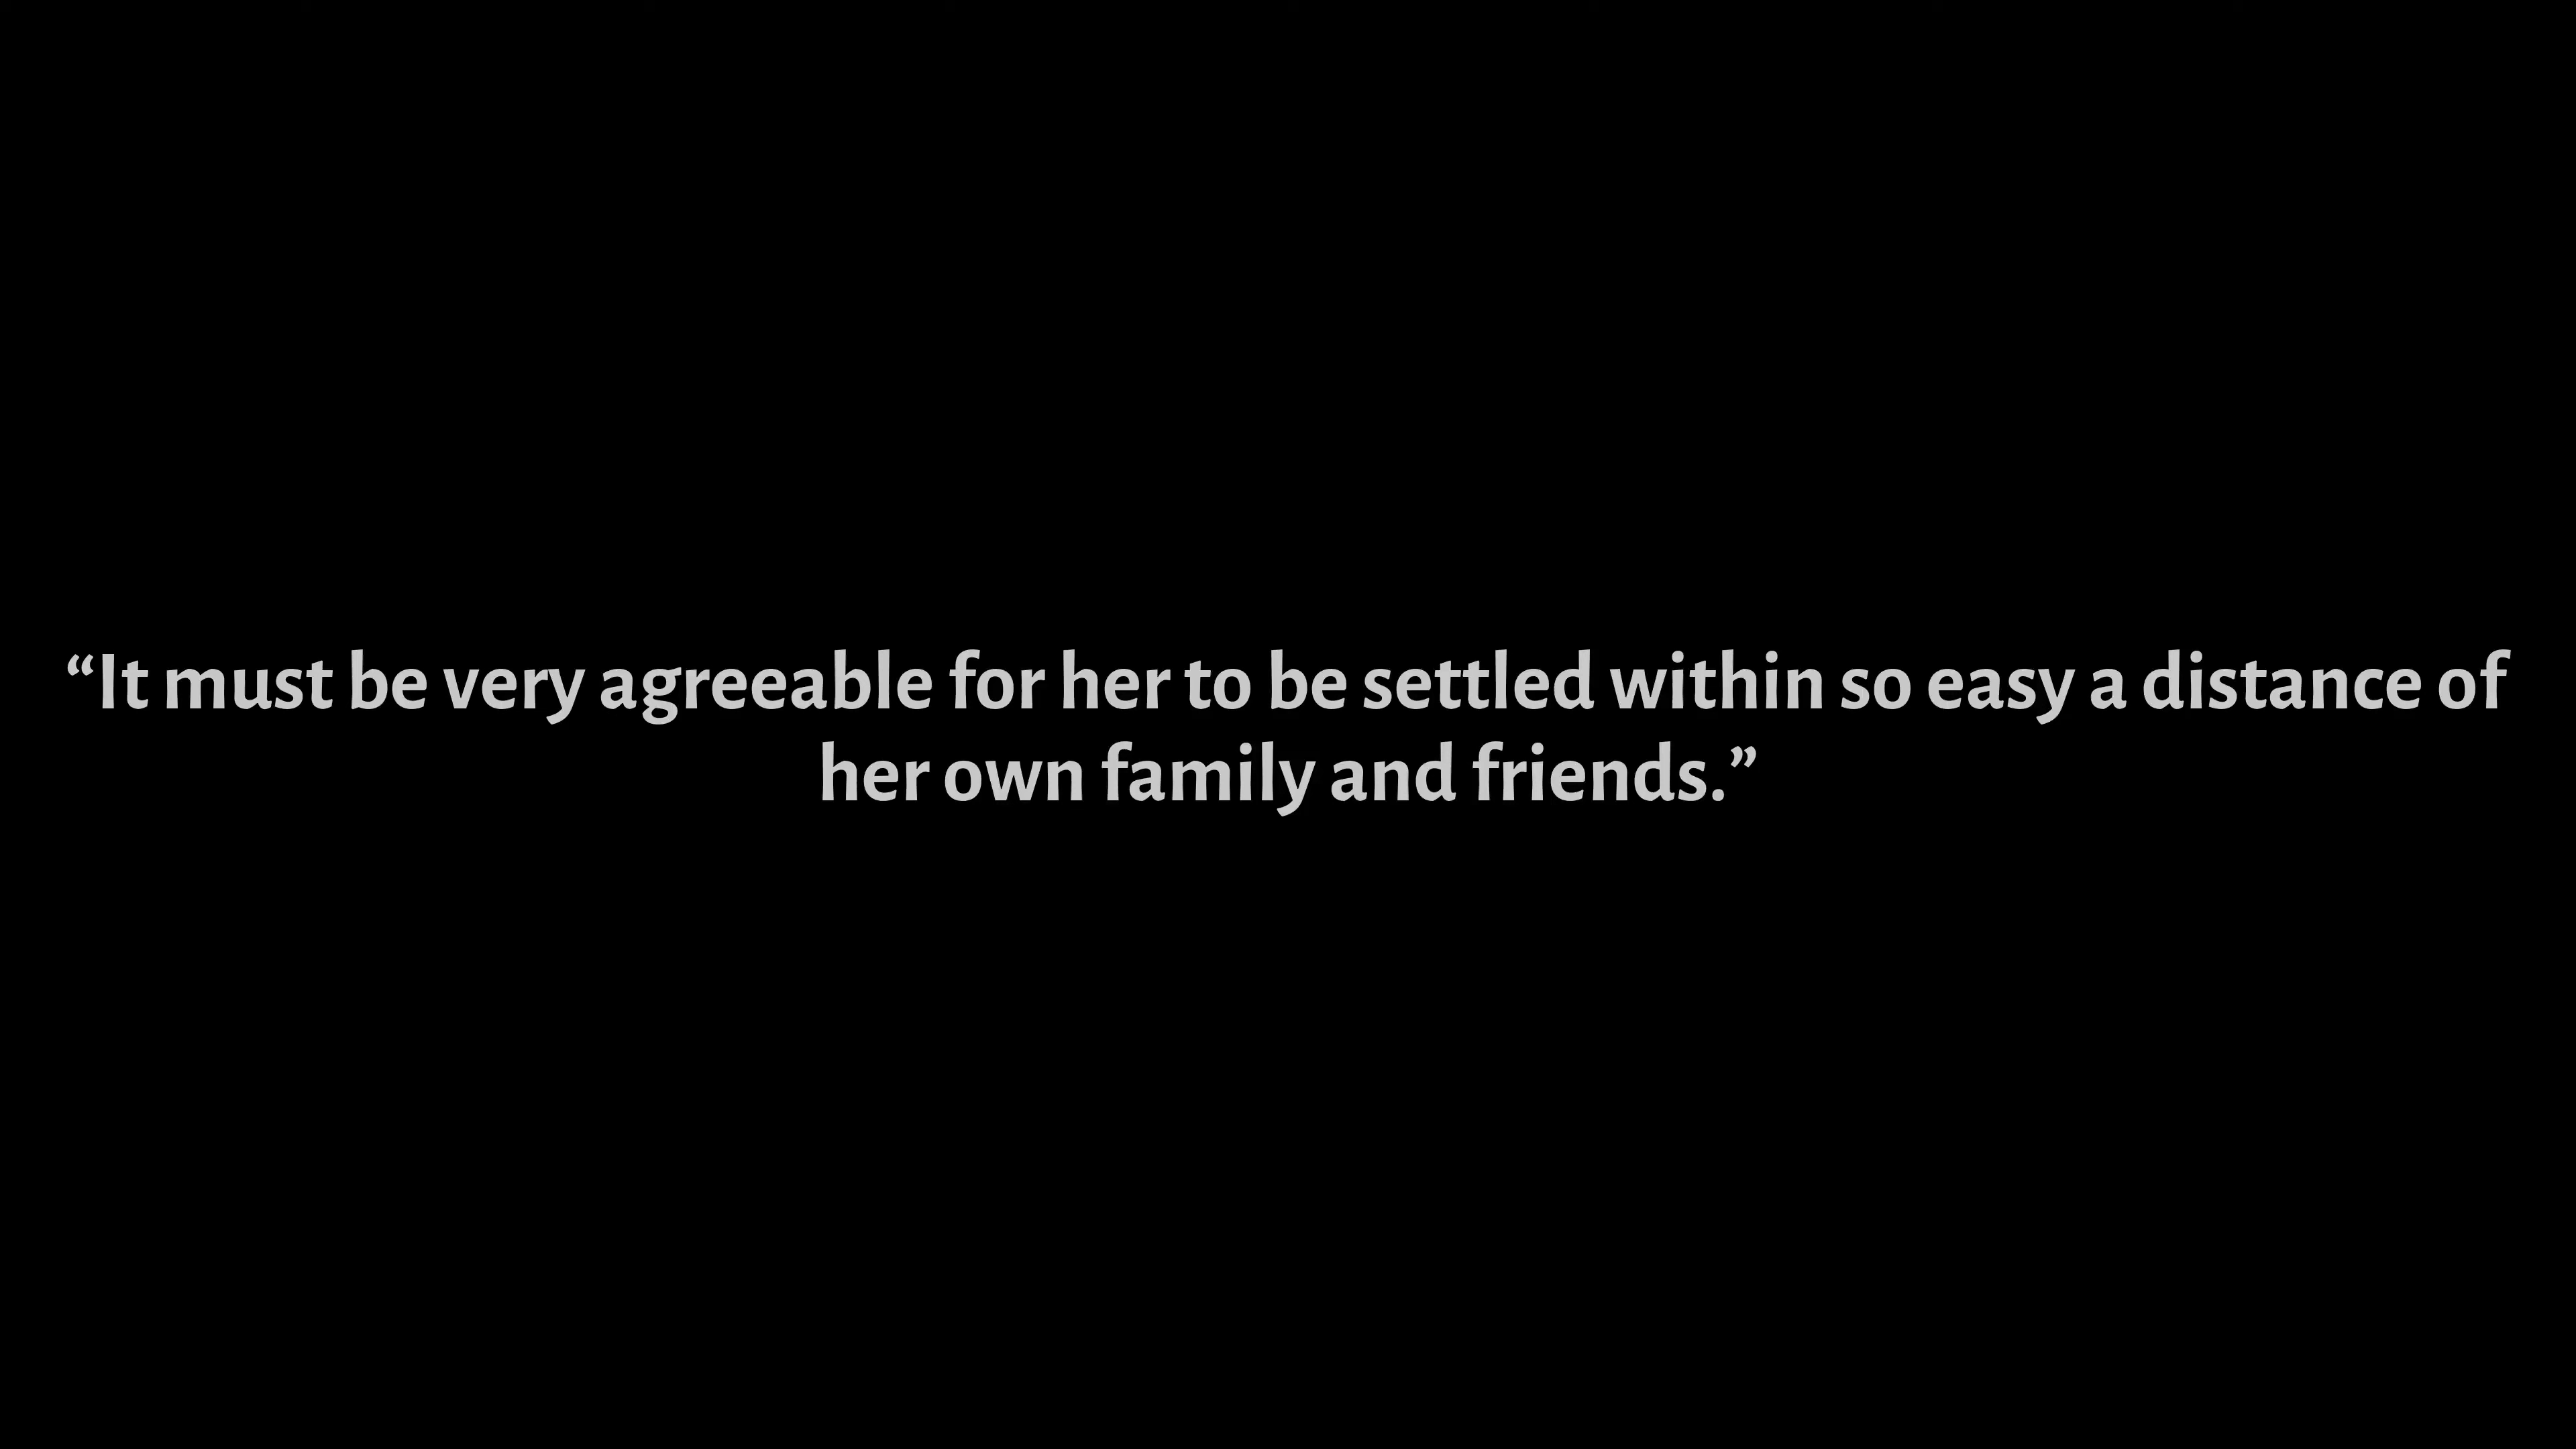 “It must be very agreeable for her to be settled within so easy a distance of
her own family and friends.”